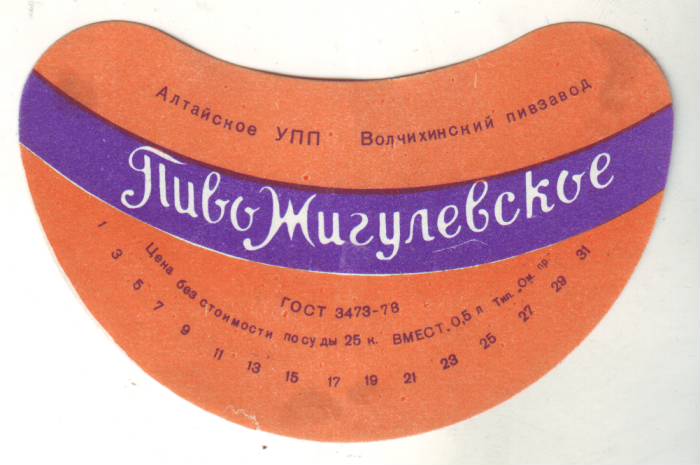 Алтайское УПП Волчихинский пивзавод
Пиво Жигулевское
ГОСТ 3473-78
Цена без стоимости посуды 25 к. ВМЕСТ. 0,5 л Тип. „Ом. пр."
1 3 5 7 9 11 13 15 17 19 21 23 25 27 29 31